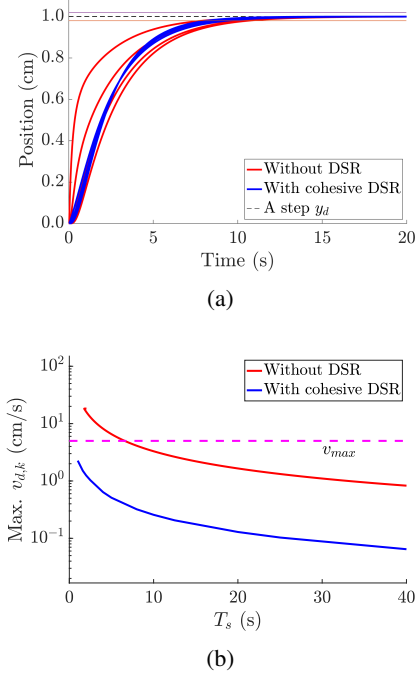 1.0
0.8
0.6
0.4
0.2
0.0
Position (cm)
Without DSR
With cohesive DSR
A step y_d
0 5 10 15 20
Time (s)
(a)
10^2
10^1
10^0
10^{-1}
Max. v_{d,k} (cm/s)
Without DSR
With cohesive DSR
v_{max}
0 10 20 30 40
T_s (s)
(b)